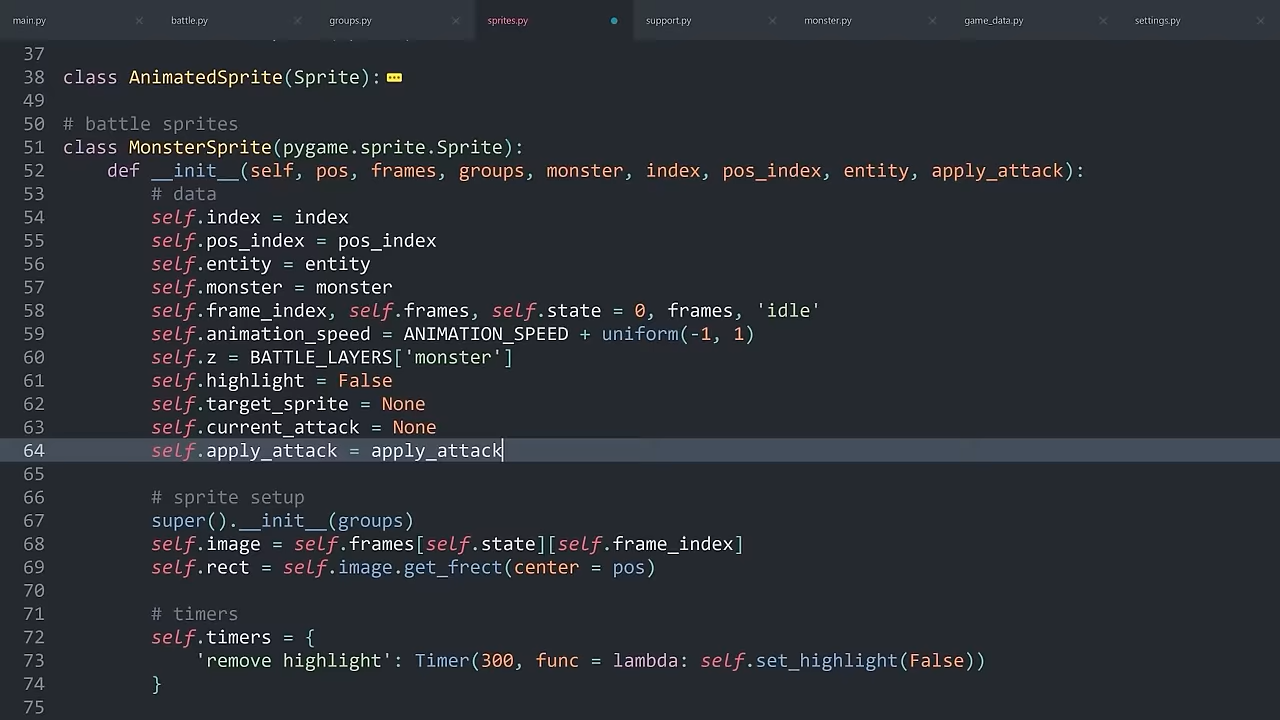 main.py battle.py groups.py sprites.py support.py monster.py game_data.py settings.py
37
38 class AnimatedSprite(Sprite):
49
50 # battle sprites
51 class MonsterSprite(pygame.sprite.Sprite):
52     def __init__(self, pos, frames, groups, monster, index, pos_index, entity, apply_attack):
53         # data
54         self.index = index
55         self.pos_index = pos_index
56         self.entity = entity
57         self.monster = monster
58         self.frame_index, self.frames, self.state = 0, frames, 'idle'
59         self.animation_speed = ANIMATION_SPEED + uniform(-1, 1)
60         self.z = BATTLE_LAYERS['monster']
61         self.highlight = False
62         self.target_sprite = None
63         self.current_attack = None
64         self.apply_attack = apply_attack
65
66         # sprite setup
67         super().__init__(groups)
68         self.image = self.frames[self.state][self.frame_index]
69         self.rect = self.image.get_frect(center = pos)
70
71         # timers
72         self.timers = {
73             'remove highlight': Timer(300, func = lambda: self.set_highlight(False))
74         }
75